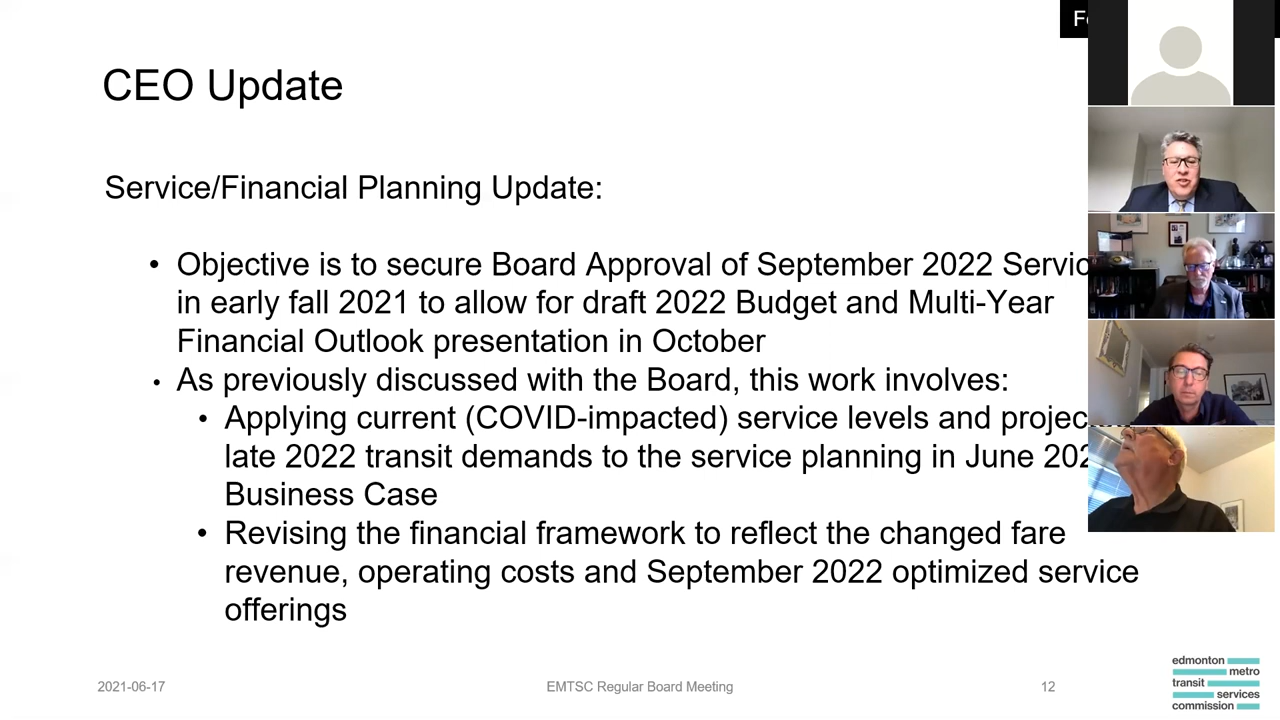 CEO Update
Service/Financial Planning Update:
• Objective is to secure Board Approval of September 2022
in early fall 2021 to allow for draft 2022 Budget and Multi-Year
Financial Outlook presentation in October
• As previously discussed with the Board, this work involves:
• Applying current (COVID-impacted) service levels and
late 2022 transit demands to the service planning in June
Business Case
• Revising the financial framework to reflect the changed fare
revenue, operating costs and September 2022 optimized service
offerings
2021-06-17
EMTSC Regular Board Meeting
12
edmonton
metro
transit
services
commission